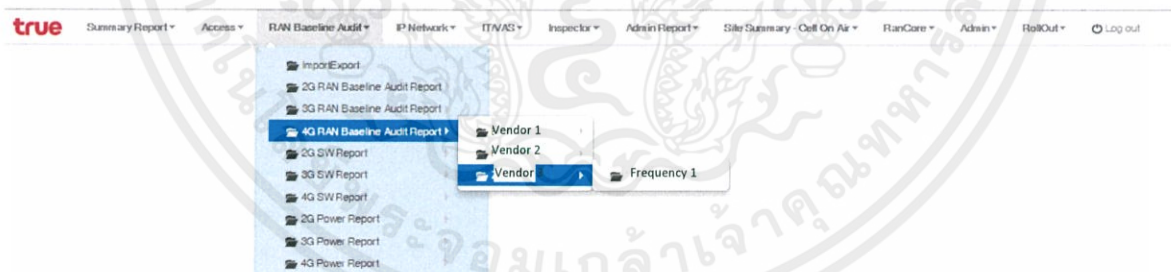 true Summary Report Access RAN Baseline Audit IP Network IT/VAS Inspector Admin Report Site Summary - Cell On Air RanCore Admin RollOut Log out
ImportExport
2G RAN Baseline Audit Report
3G RAN Baseline Audit Report
4G RAN Baseline Audit Report Vendor 1
2G SW Report Vendor 2
3G SW Report Vendor Frequency 1
4G SW Report
2G Power Report
3G Power Report
4G Power Report